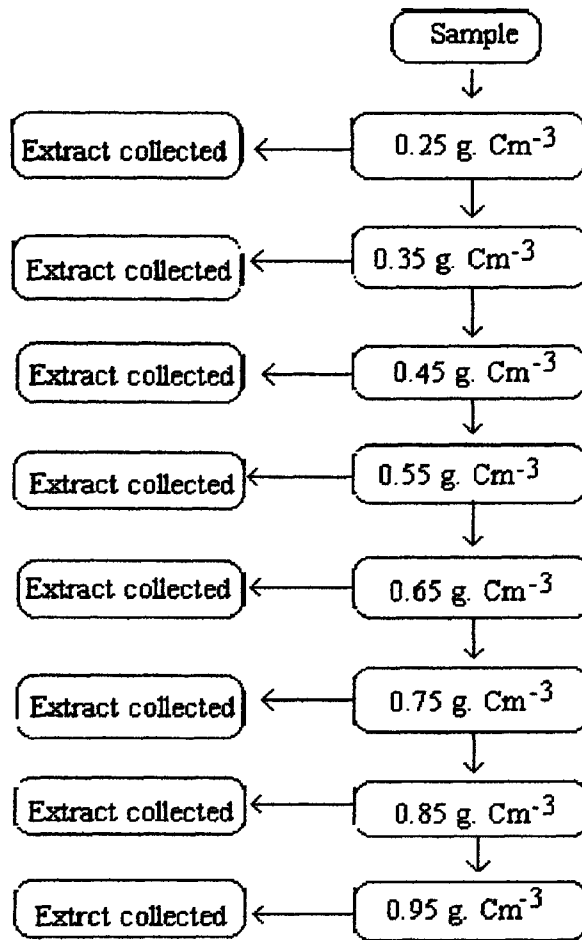 Sample
Extract collected
0.25 g. Cm-3
Extract collected
0.35 g. Cm-3
Extract collected
0.45 g. Cm-3
Extract collected
0.55 g. Cm-3
Extract collected
0.65 g. Cm-3
Extract collected
0.75 g. Cm-3
Extract collected
0.85 g. Cm-3
Extrct collected
0.95 g. Cm-3